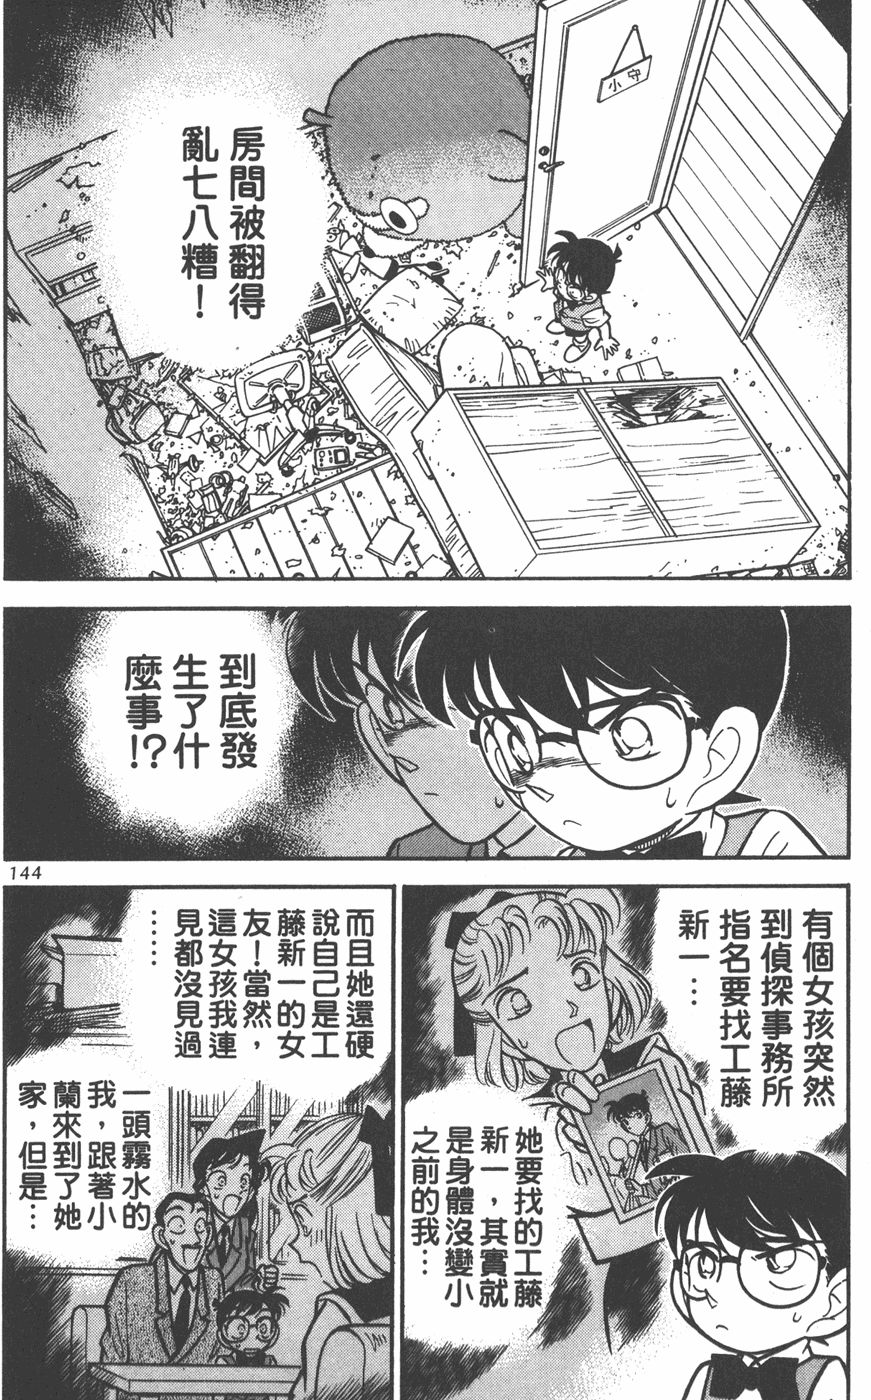 小守
房間被翻得
亂七八糟！
到底發
生了什
麼事!?
144
有個女孩突然
到偵探事務所
指名要找工藤
新一…
她要找的工藤
新一，其實就
是身體沒變小
之前的我…
而且她還硬
說自己是工
藤新一的女
友！當然，
這女孩我連
見都沒見過
……
一頭霧水的
我，跟著小
蘭來到了她
家，但是…